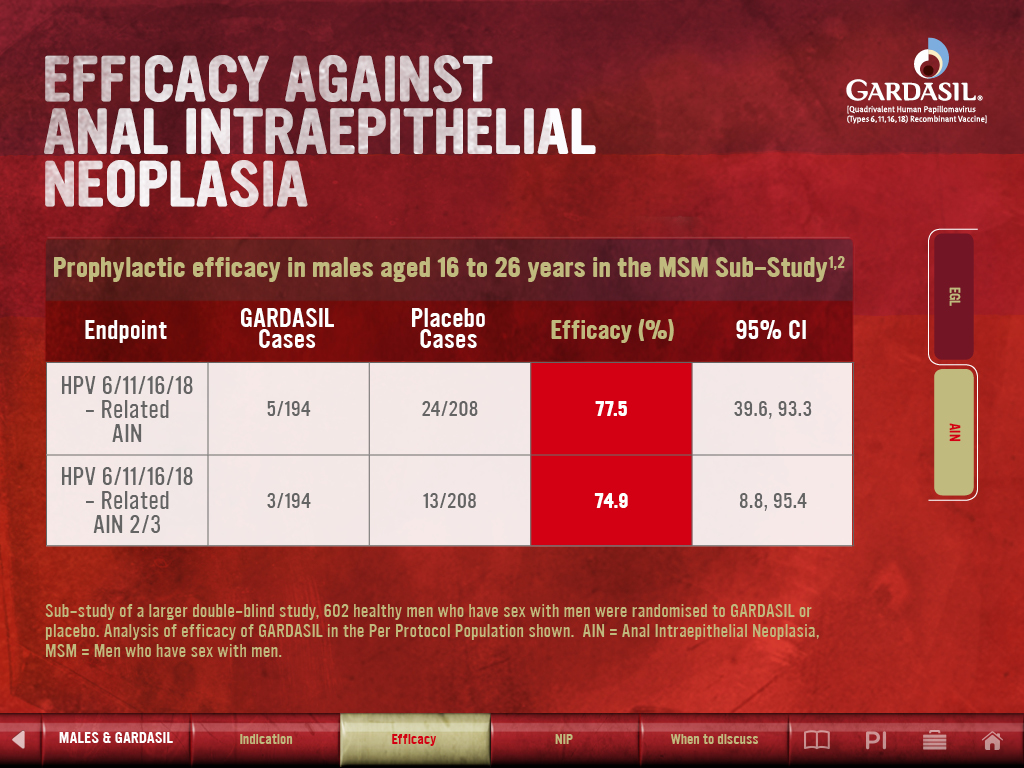 EFFICACY AGAINST
ANAL INTRAEPITHELIAL
NEOPLASIA
GARDASIL®
[Quadrivalent Human Papillomavirus
(Types 6, 11, 16, 18) Recombinant Vaccine]
Prophylactic efficacy in males aged 16 to 26 years in the MSM Sub-Study1,2
Endpoint
GARDASIL
Cases
Placebo
Cases
Efficacy (%)
95% CI
HPV 6/11/16/18
- Related
AIN
5/194
24/208
77.5
39.6, 93.3
HPV 6/11/16/18
- Related
AIN 2/3
3/194
13/208
74.9
8.8, 95.4
EGL
AIN
Sub-study of a larger double-blind study, 602 healthy men who have sex with men were randomised to GARDASIL or
placebo. Analysis of efficacy of GARDASIL in the Per Protocol Population shown. AIN = Anal Intraepithelial Neoplasia,
MSM = Men who have sex with men.
MALES & GARDASIL
Indication
Efficacy
NIP
When to discuss
PI